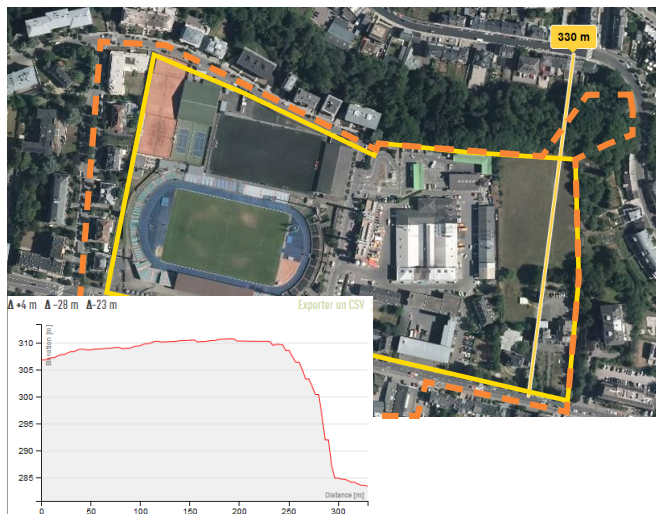 330 m
Δ +4 m Δ -28 m Δ-23 m
Exporter un CSV
Elevation [m]
310
305
300
295
290
285
Distance [m]
0 50 100 150 200 250 300